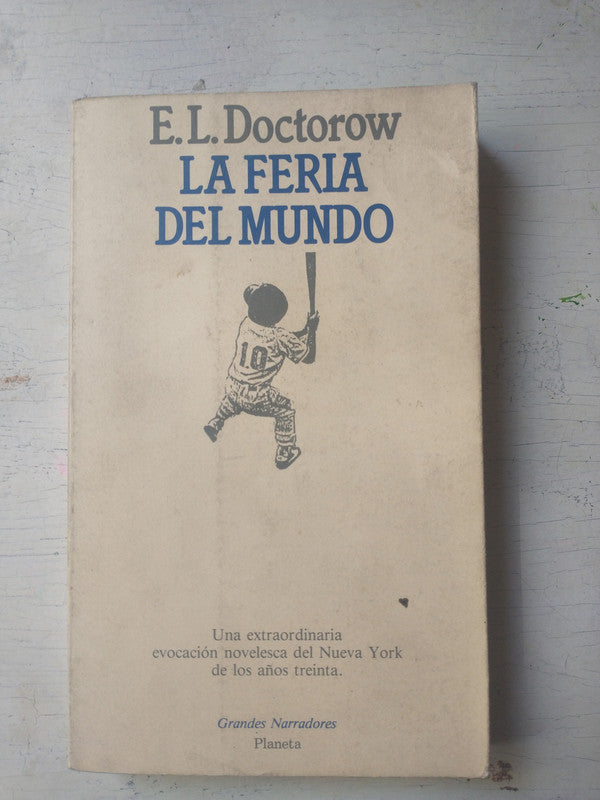 E.L. Doctorow
LA FERIA
DEL MUNDO
10
Una extraordinaria
evocación novelesca del Nueva York
de los años treinta.
Grandes Narradores
Planeta